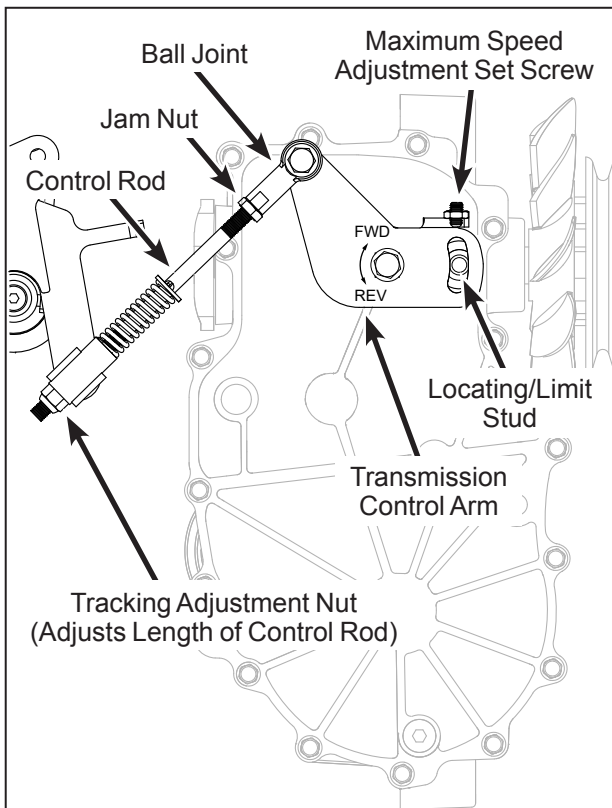 Maximum Speed
Adjustment Set Screw
Ball Joint
Jam Nut
Control Rod
FWD
REV
Locating/Limit
Stud
Transmission
Control Arm
Tracking Adjustment Nut
(Adjusts Length of Control Rod)